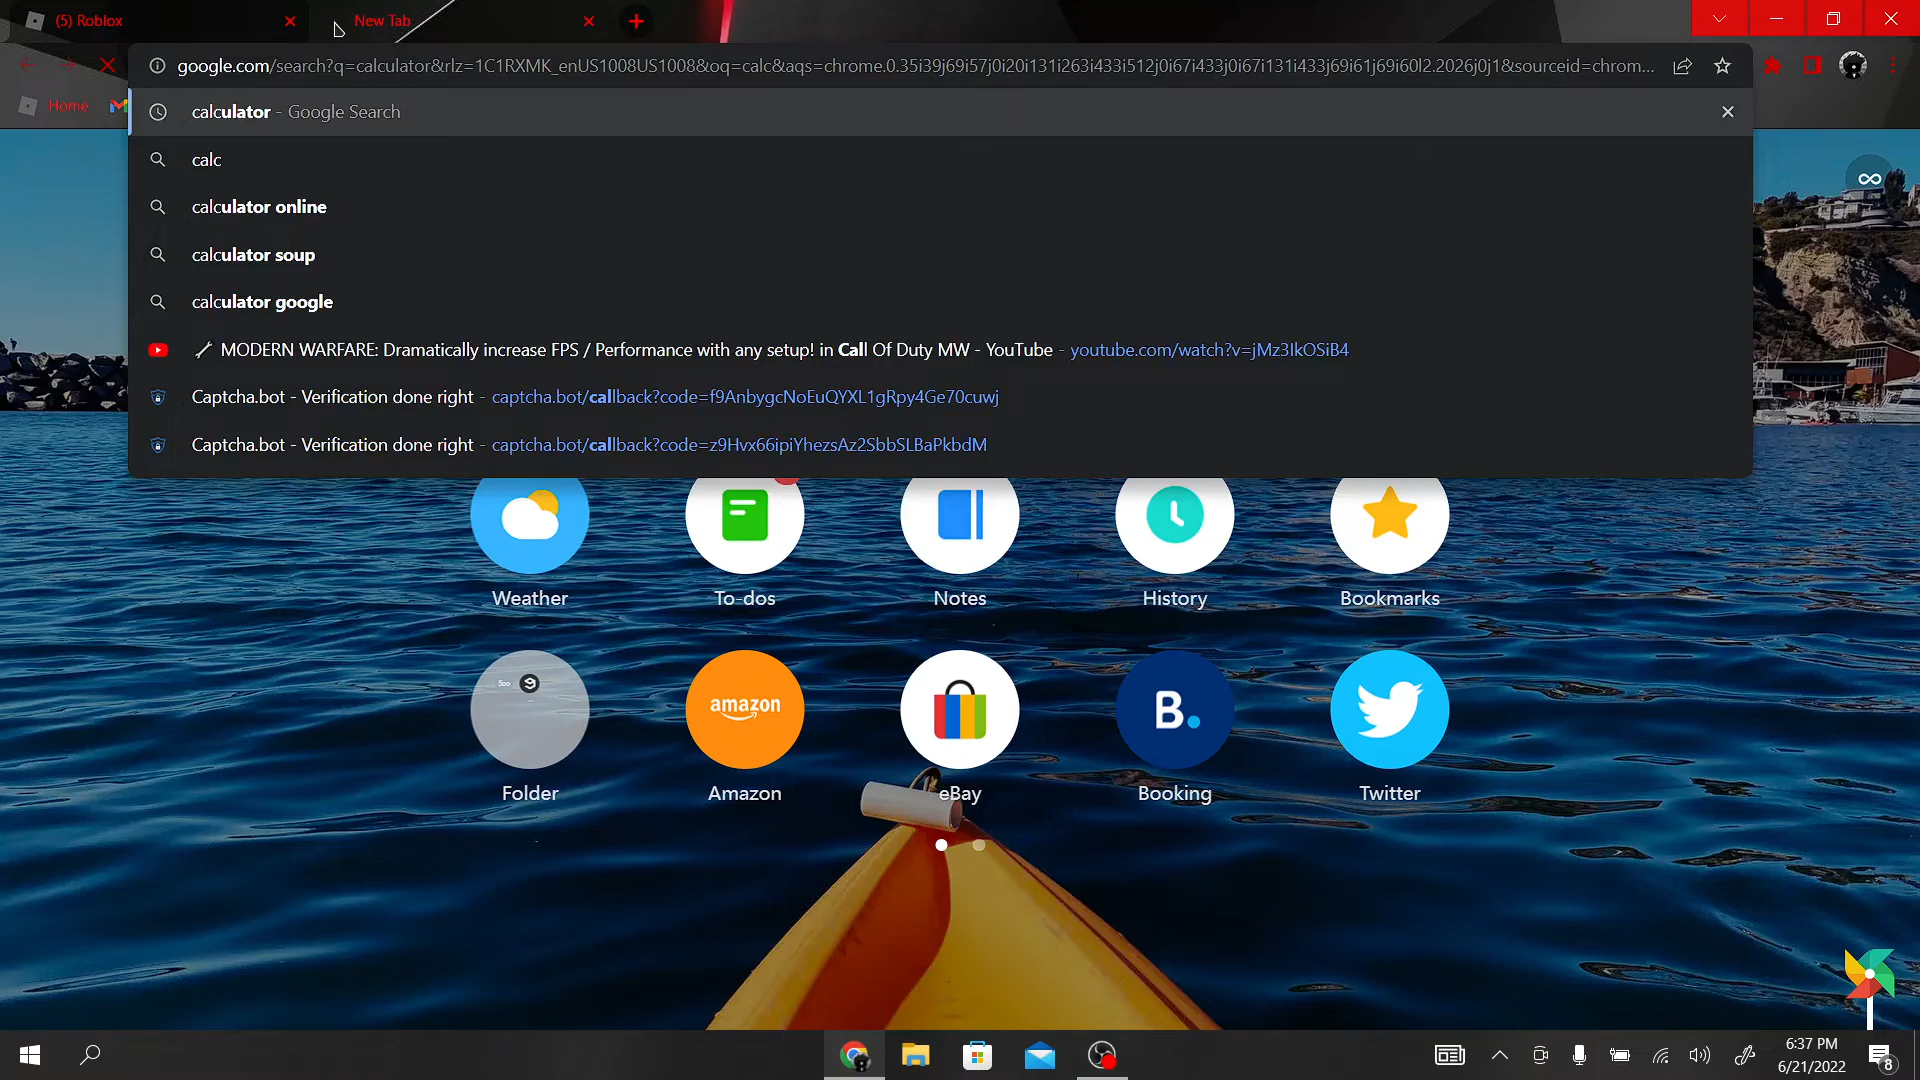 (5) Roblox
New Tab
google.com/search?q=calculator&rlz=1C1RXMK_enUS1008US1008&oq=calc&aqs=chrome.0.35i39j69i57j0i20i131i263i433i512j0i67i433j0i67i131i433j69i61j69i60l2.2026j0j1&sourceid=chrom...
Home
calculator - Google Search
calc
calculator online
calculator soup
calculator google
MODERN WARFARE: Dramatically increase FPS / Performance with any setup! in Call Of Duty MW - YouTube - youtube.com/watch?v=jMz3IkOSiB4
Captcha.bot - Verification done right - captcha.bot/callback?code=f9AnbygcNoEuQYXL1gRpy4Ge70cuwj
Captcha.bot - Verification done right - captcha.bot/callback?code=z9Hvx66ipiYhezsAz2SbbSLBaPkbdM
Weather
To-dos
Notes
History
Bookmarks
amazon
B.
Folder
Amazon
eBay
Booking
Twitter
6:37 PM
6/21/2022
8